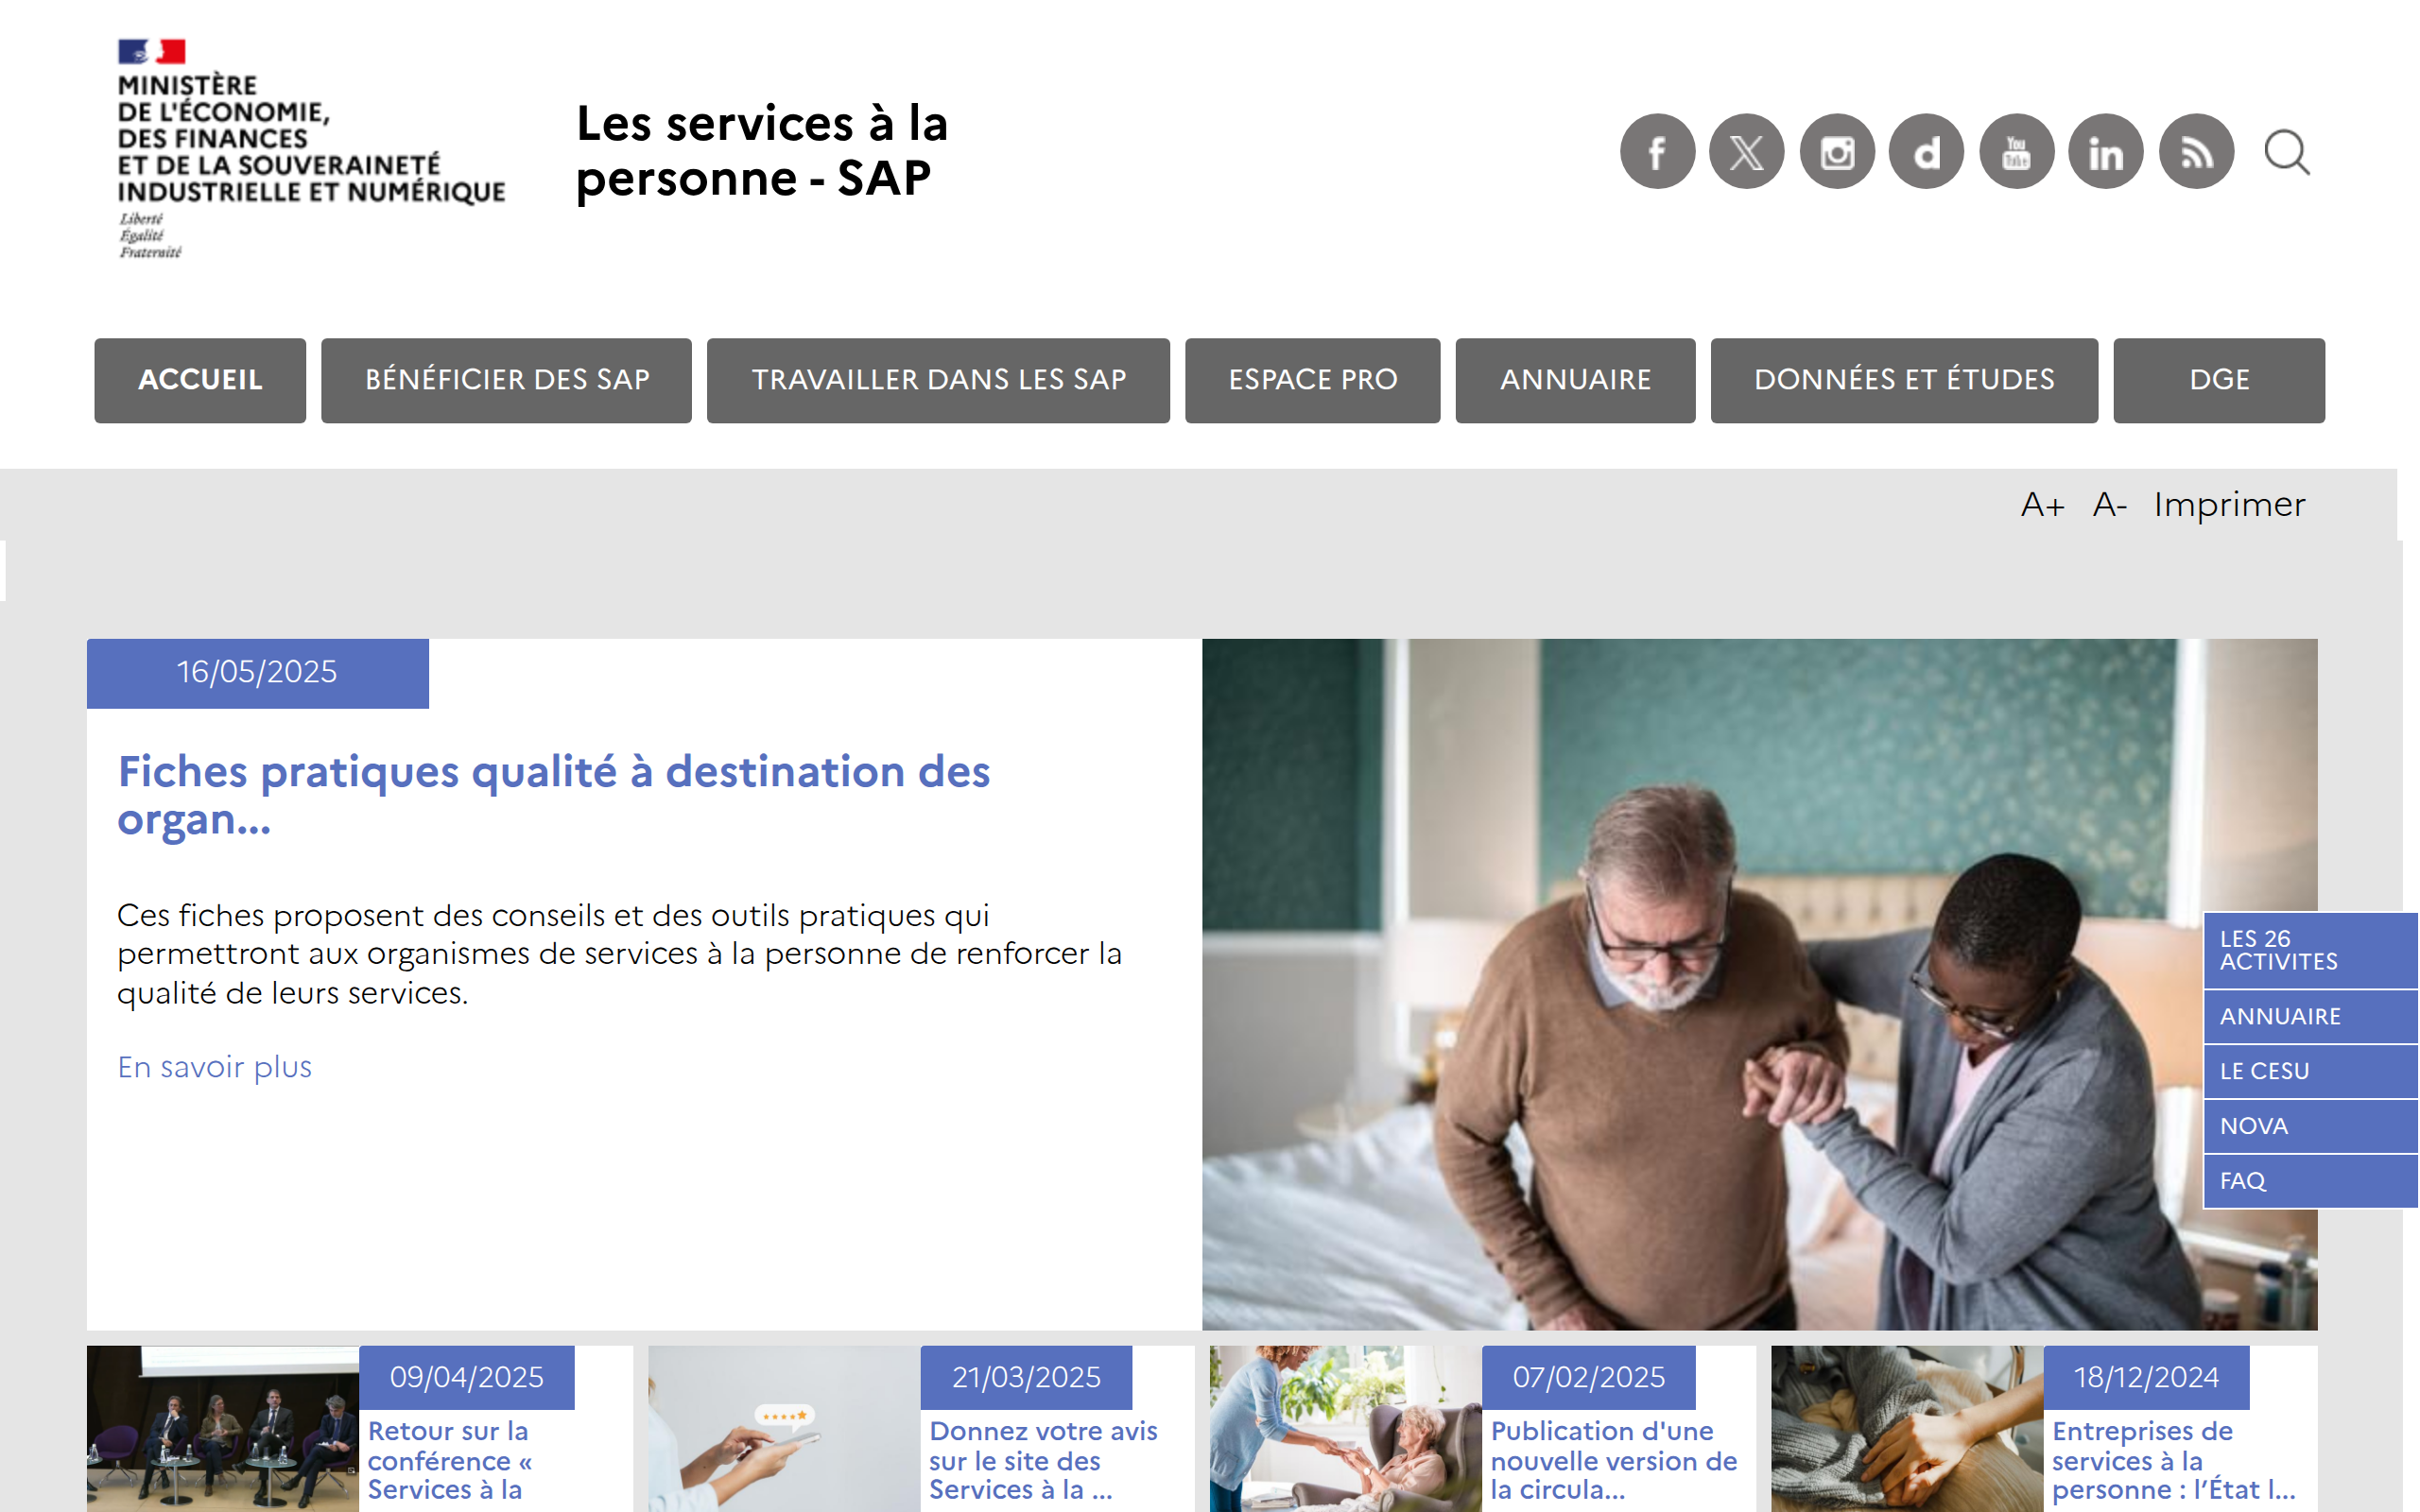 MINISTÈRE
DE L'ÉCONOMIE,
DES FINANCES
ET DE LA SOUVERAINETÉ
INDUSTRIELLE ET NUMÉRIQUE
Liberté
Égalité
Fraternité
Les services à la
personne - SAP
f
X
d
You
Tube
in
ACCUEIL
BÉNÉFICIER DES SAP
TRAVAILLER DANS LES SAP
ESPACE PRO
ANNUAIRE
DONNÉES ET ÉTUDES
DGE
A+ A- Imprimer
16/05/2025
Fiches pratiques qualité à destination des
organ...
Ces fiches proposent des conseils et des outils pratiques qui
permettront aux organismes de services à la personne de renforcer la
qualité de leurs services.
En savoir plus
LES 26
ACTIVITES
ANNUAIRE
LE CESU
NOVA
FAQ
09/04/2025
Retour sur la
conférence «
Services à la
21/03/2025
Donnez votre avis
sur le site des
Services à la ...
07/02/2025
Publication d'une
nouvelle version de
la circula...
18/12/2024
Entreprises de
services à la
personne : l’État l...